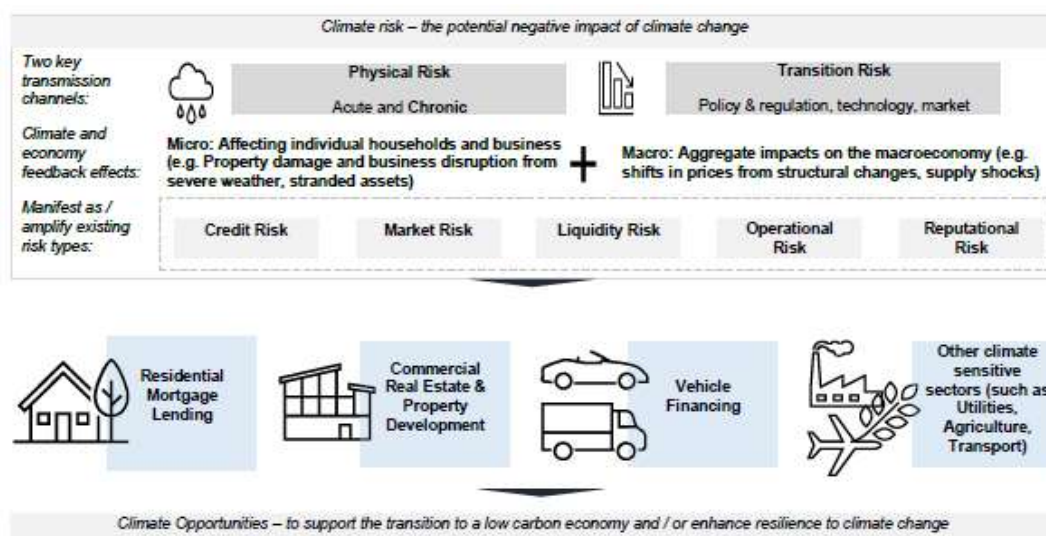 Climate risk – the potential negative impact of climate change
Two key
transmission
channels:
Physical Risk
Acute and Chronic
Transition Risk
Policy & regulation, technology, market
Climate and
economy
feedback effects:
Micro: Affecting individual households and business
(e.g. Property damage and business disruption from
severe weather, stranded assets)
+
Macro: Aggregate impacts on the macroeconomy (e.g.
shifts in prices from structural changes, supply shocks)
Manifest as /
amplify existing
risk types:
Credit Risk
Market Risk
Liquidity Risk
Operational
Risk
Reputational
Risk
Residential
Mortgage
Lending
Commercial
Real Estate &
Property
Development
Vehicle
Financing
Other climate
sensitive
sectors (such as
Utilities,
Agriculture,
Transport)
Climate Opportunities – to support the transition to a low carbon economy and / or enhance resilience to climate change